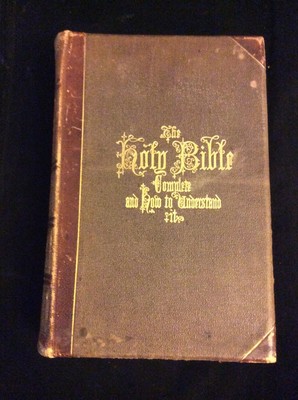 The
Holy Bible
Complete
and How to Understand
it